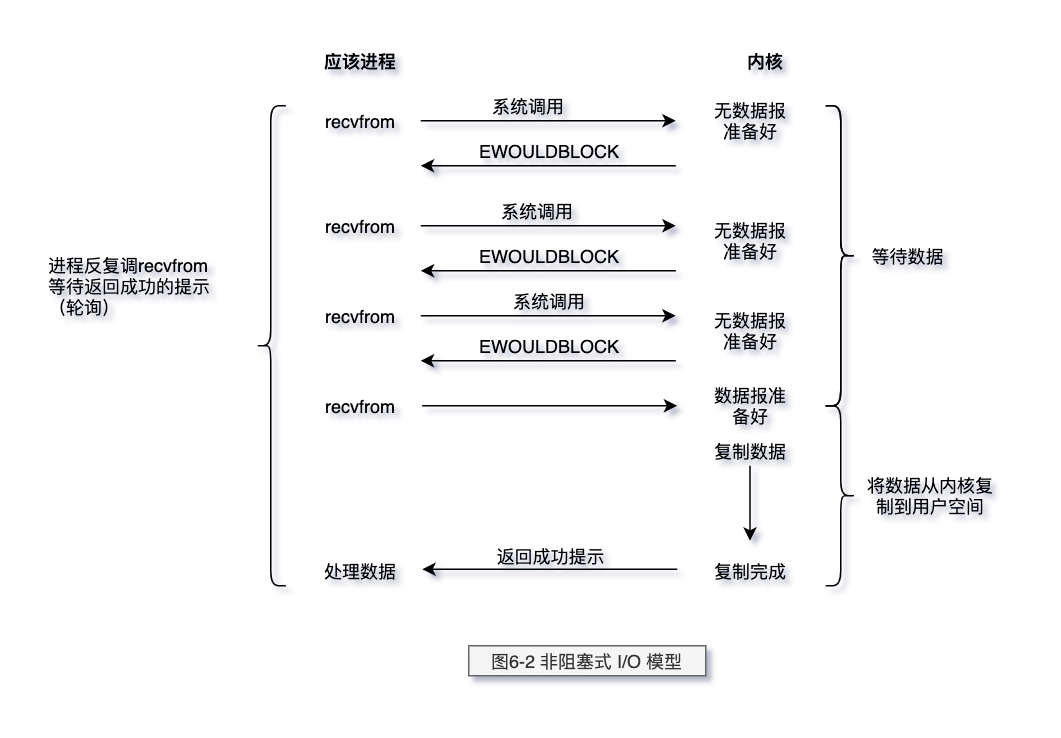 应该进程
内核
recvfrom
系统调用
无数据报
准备好
EWOULDBLOCK
recvfrom
系统调用
无数据报
准备好
EWOULDBLOCK
进程反复调recvfrom
等待返回成功的提示
（轮询）
等待数据
recvfrom
系统调用
无数据报
准备好
EWOULDBLOCK
recvfrom
数据报准
备好
复制数据
将数据从内核复
制到用户空间
处理数据
返回成功提示
复制完成
图6-2 非阻塞式 I/O 模型